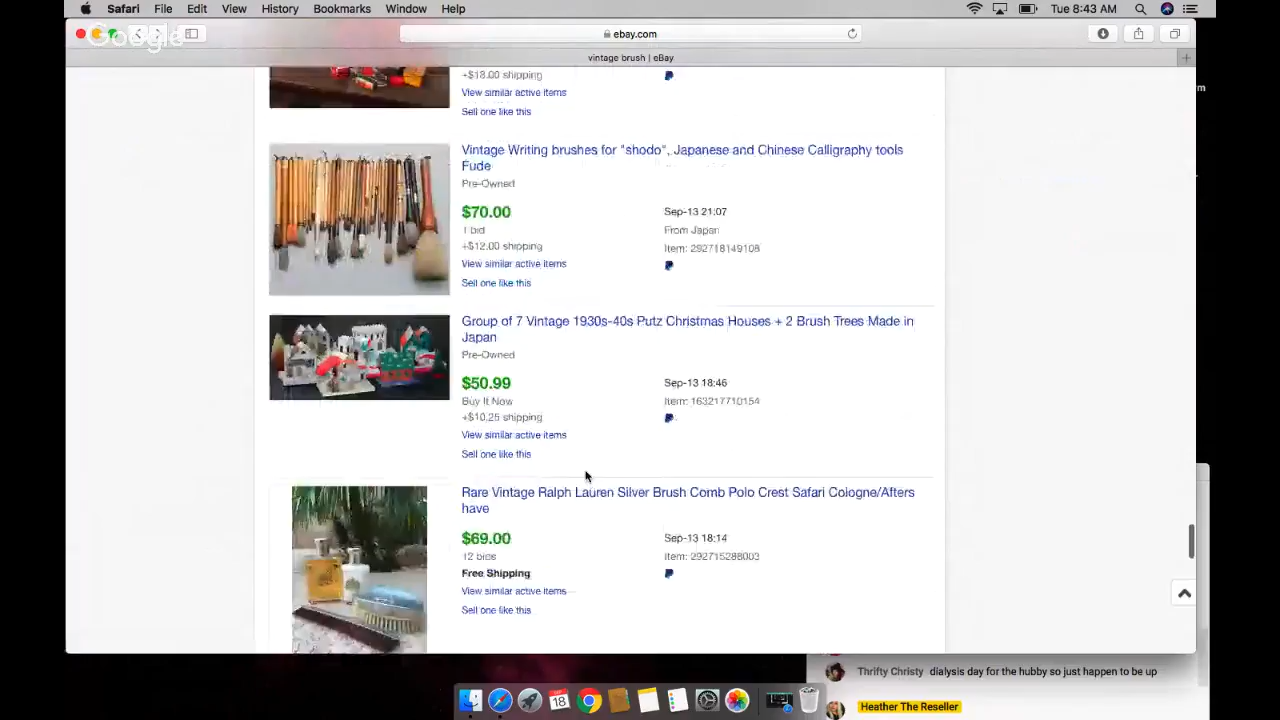 Safari File Edit View History Bookmarks Window Help Tue 8:43 AM
Google
ebay.com
vintage brush | eBay
+$18.00 shipping
View similar active items
Sell one like this
Vintage Writing brushes for "shodo", Japanese and Chinese Calligraphy tools
Fude
Pre-Owned
$70.00 Sep-13 21:07
1 bid From Japan
+$12.00 shipping Item: 292718149108
View similar active items
Sell one like this
Group of 7 Vintage 1930s-40s Putz Christmas Houses + 2 Brush Trees Made in
Japan
Pre-Owned
$50.99 Sep-13 18:46
Buy It Now Item: 163217710154
+$10.25 shipping
View similar active items
Sell one like this
Rare Vintage Ralph Lauren Silver Brush Comb Polo Crest Safari Cologne/Afters
have
$69.00 Sep-13 18:14
12 bids Item: 292715288003
Free Shipping
View similar active items
Sell one like this
Thrifty Christy dialysis day for the hubby so just happen to be up
18
Heather The Reseller